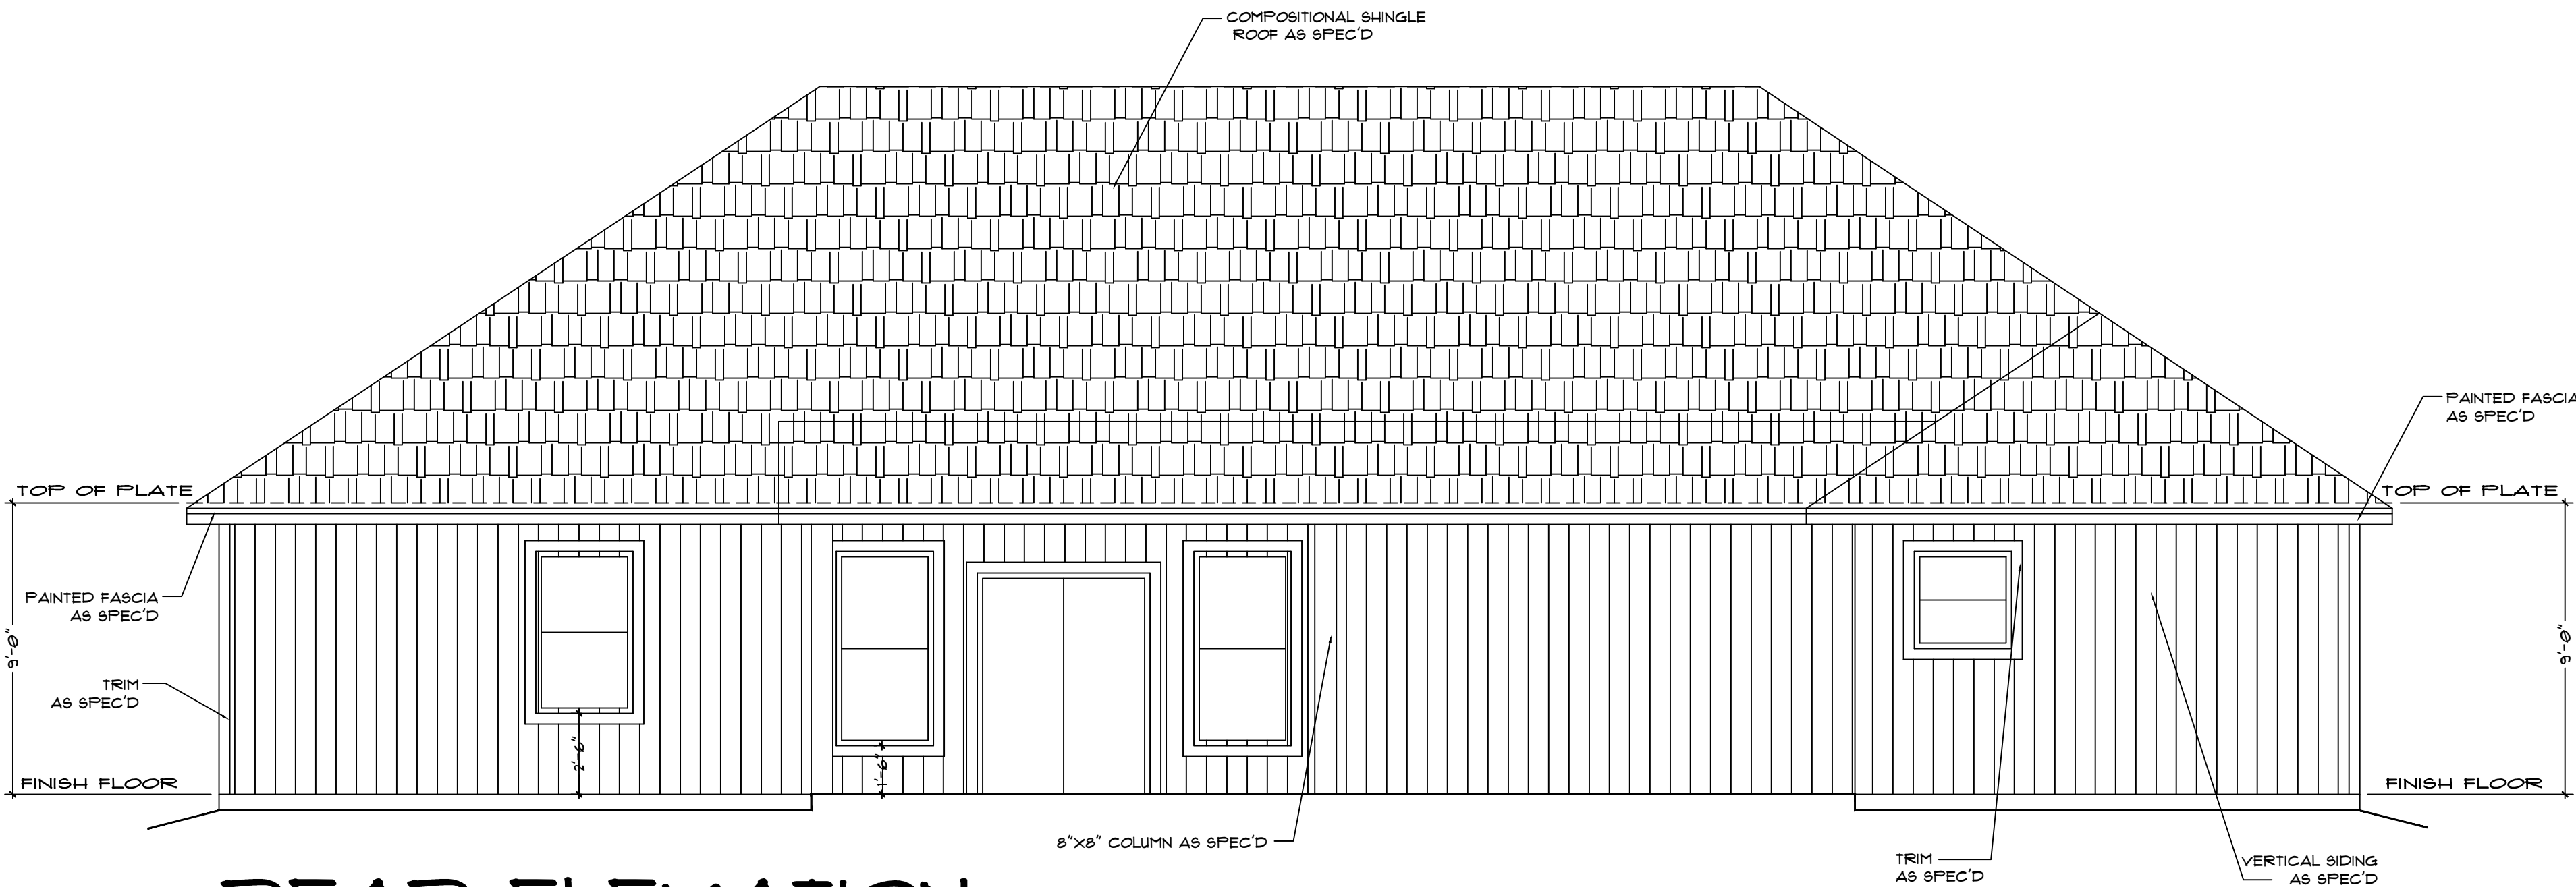 COMPOSITIONAL SHINGLE
ROOF AS SPEC'D
PAINTED FASCIA
AS SPEC'D
TOP OF PLATE
TOP OF PLATE
PAINTED FASCIA
AS SPEC'D
9'-0"
9'-0"
TRIM
AS SPEC'D
2'-6"
1'-6"
FINISH FLOOR
FINISH FLOOR
8"X8" COLUMN AS SPEC'D
TRIM
AS SPEC'D
VERTICAL SIDING
AS SPEC'D
REAR ELEVATION